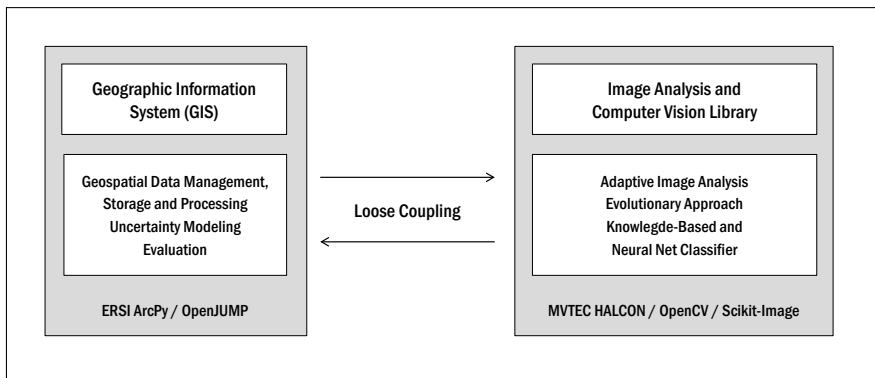 Geographic Information
System (GIS)
Geospatial Data Management,
Storage and Processing
Uncertainty Modeling
Evaluation
ERSI ArcPy / OpenJUMP
Loose Coupling
Image Analysis and
Computer Vision Library
Adaptive Image Analysis
Evolutionary Approach
Knowlegde-Based and
Neural Net Classifier
MVTEC HALCON / OpenCV / Scikit-Image